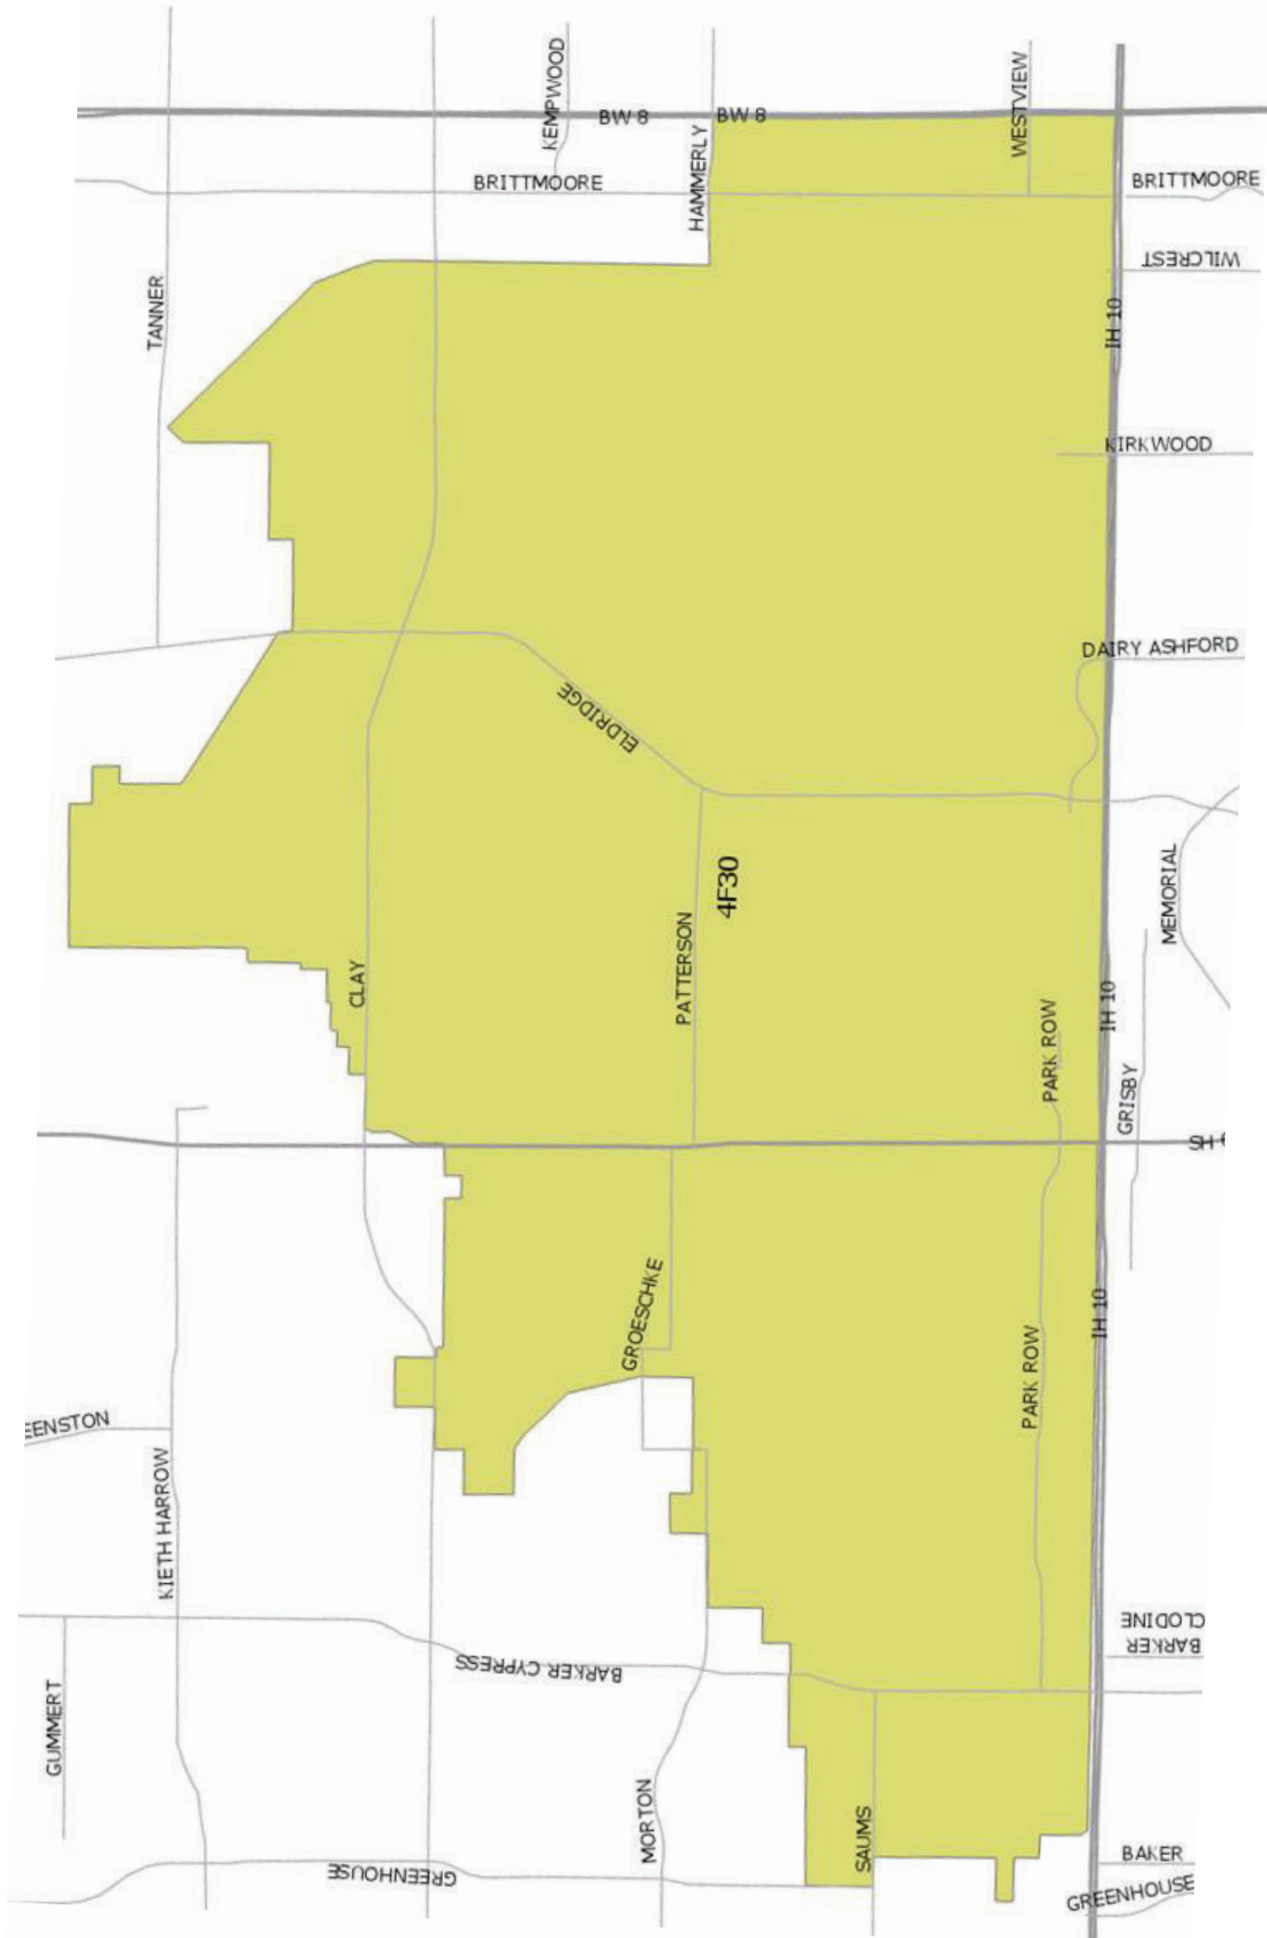 KEMPWOOD
WESTVIEW
BW 8
BW 8
HAMMERLY
BRITTMOORE
BRITTMOORE
WILCREST
TANNER
IH 10
KIRKWOOD
DAIRY ASHFORD
ELDRIDGE
4F30
MEMORIAL
PATTERSON
CLAY
IH 10
PARK ROW
GRISBY
SH
GROESCHKE
IH 10
PARK ROW
EENSTON
KIETH HARROW
BARKER
CLODINE
BARKER CYPRESS
GUMMERT
MORTON
SAUMS
BAKER
GREENHOUSE
GREENHOUSE